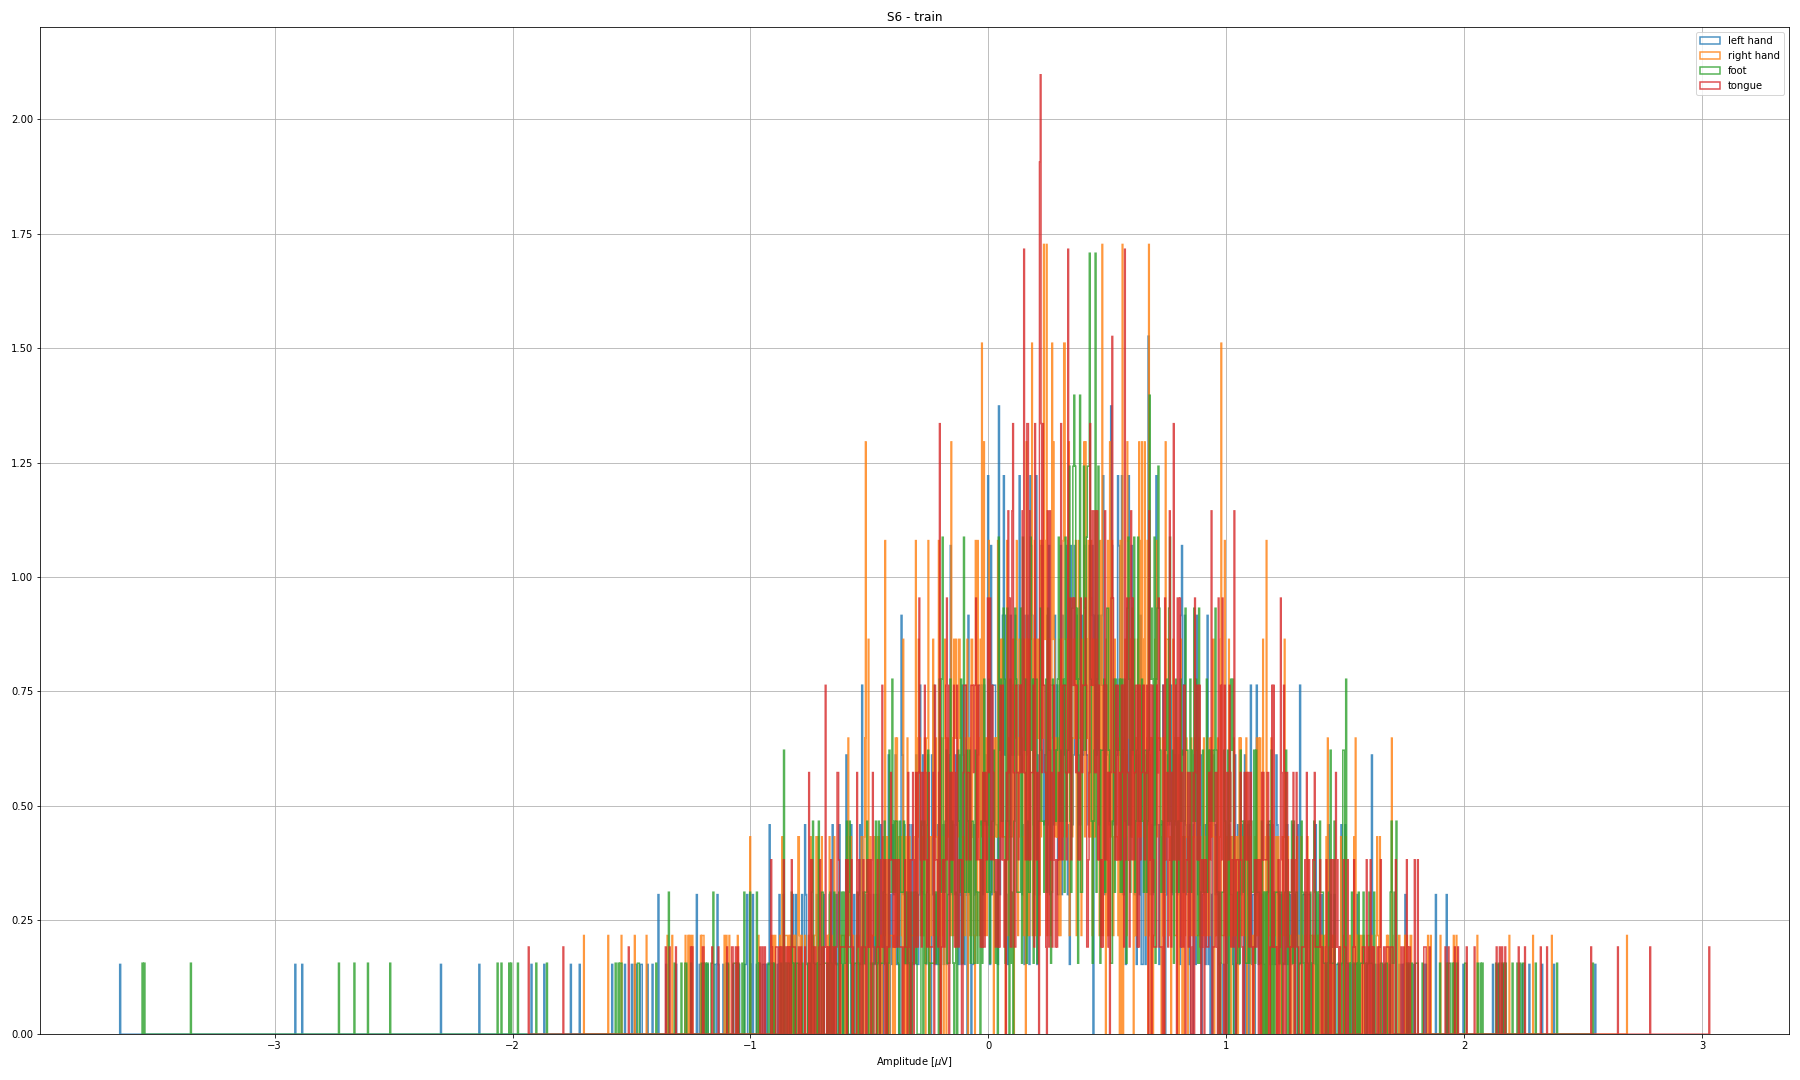 S6 - train
left hand
right hand
foot
tongue
2.00
1.75
1.50
1.25
1.00
0.75
0.50
0.25
0.00
−3 −2 −1 0 1 2 3
Amplitude [μV]